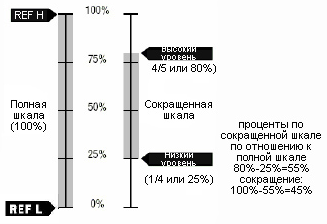 REF H
100%
Высокий
уровень
75%
4/5 или 80%)
Полная
шкала
(100%)
50%
Сокращенная
шкала
25%
Низкий
уровень
(1/4 или 25%)
REF L
0%
проценты по
сокращенной шкале
по отношению к
полной шкале
80%-25%=55%
сокращение:
100%-55%=45%